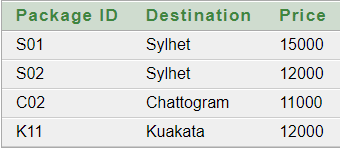 Package ID Destination Price
S01 Sylhet 15000
S02 Sylhet 12000
C02 Chattogram 11000
K11 Kuakata 12000